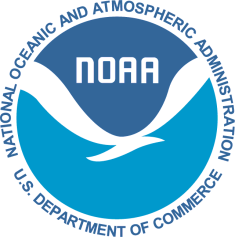 NATIONAL OCEANIC AND ATMOSPHERIC ADMINISTRATION
NOAA
U.S. DEPARTMENT OF COMMERCE